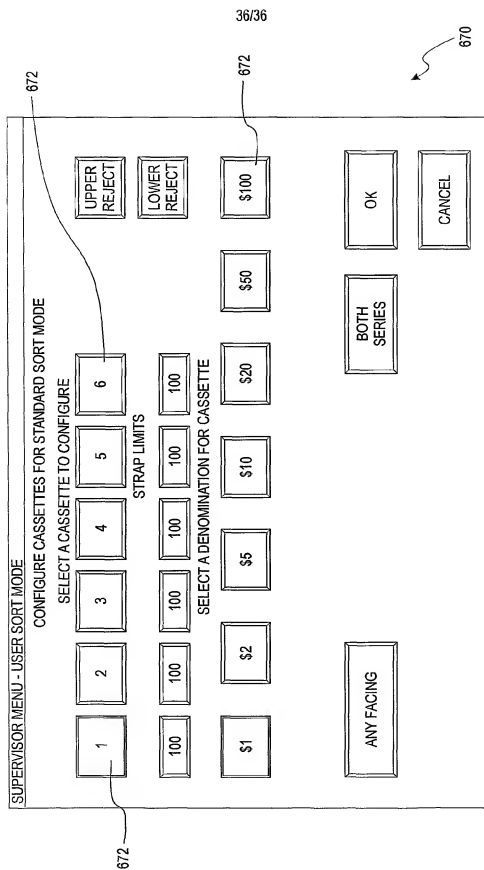 36/36
672
672
SUPERVISOR MENU - USER SORT MODE
CONFIGURE CASSETTES FOR STANDARD SORT MODE
SELECT A CASSETTE TO CONFIGURE
1 2 3 4 5 6
UPPER
REJECT
STRAP LIMITS
100 100 100 100 100 100
LOWER
REJECT
SELECT A DENOMINATION FOR CASSETTE
$1 $2 $5 $10 $20 $50 $100
ANY FACING
BOTH
SERIES
OK
CANCEL
672
670